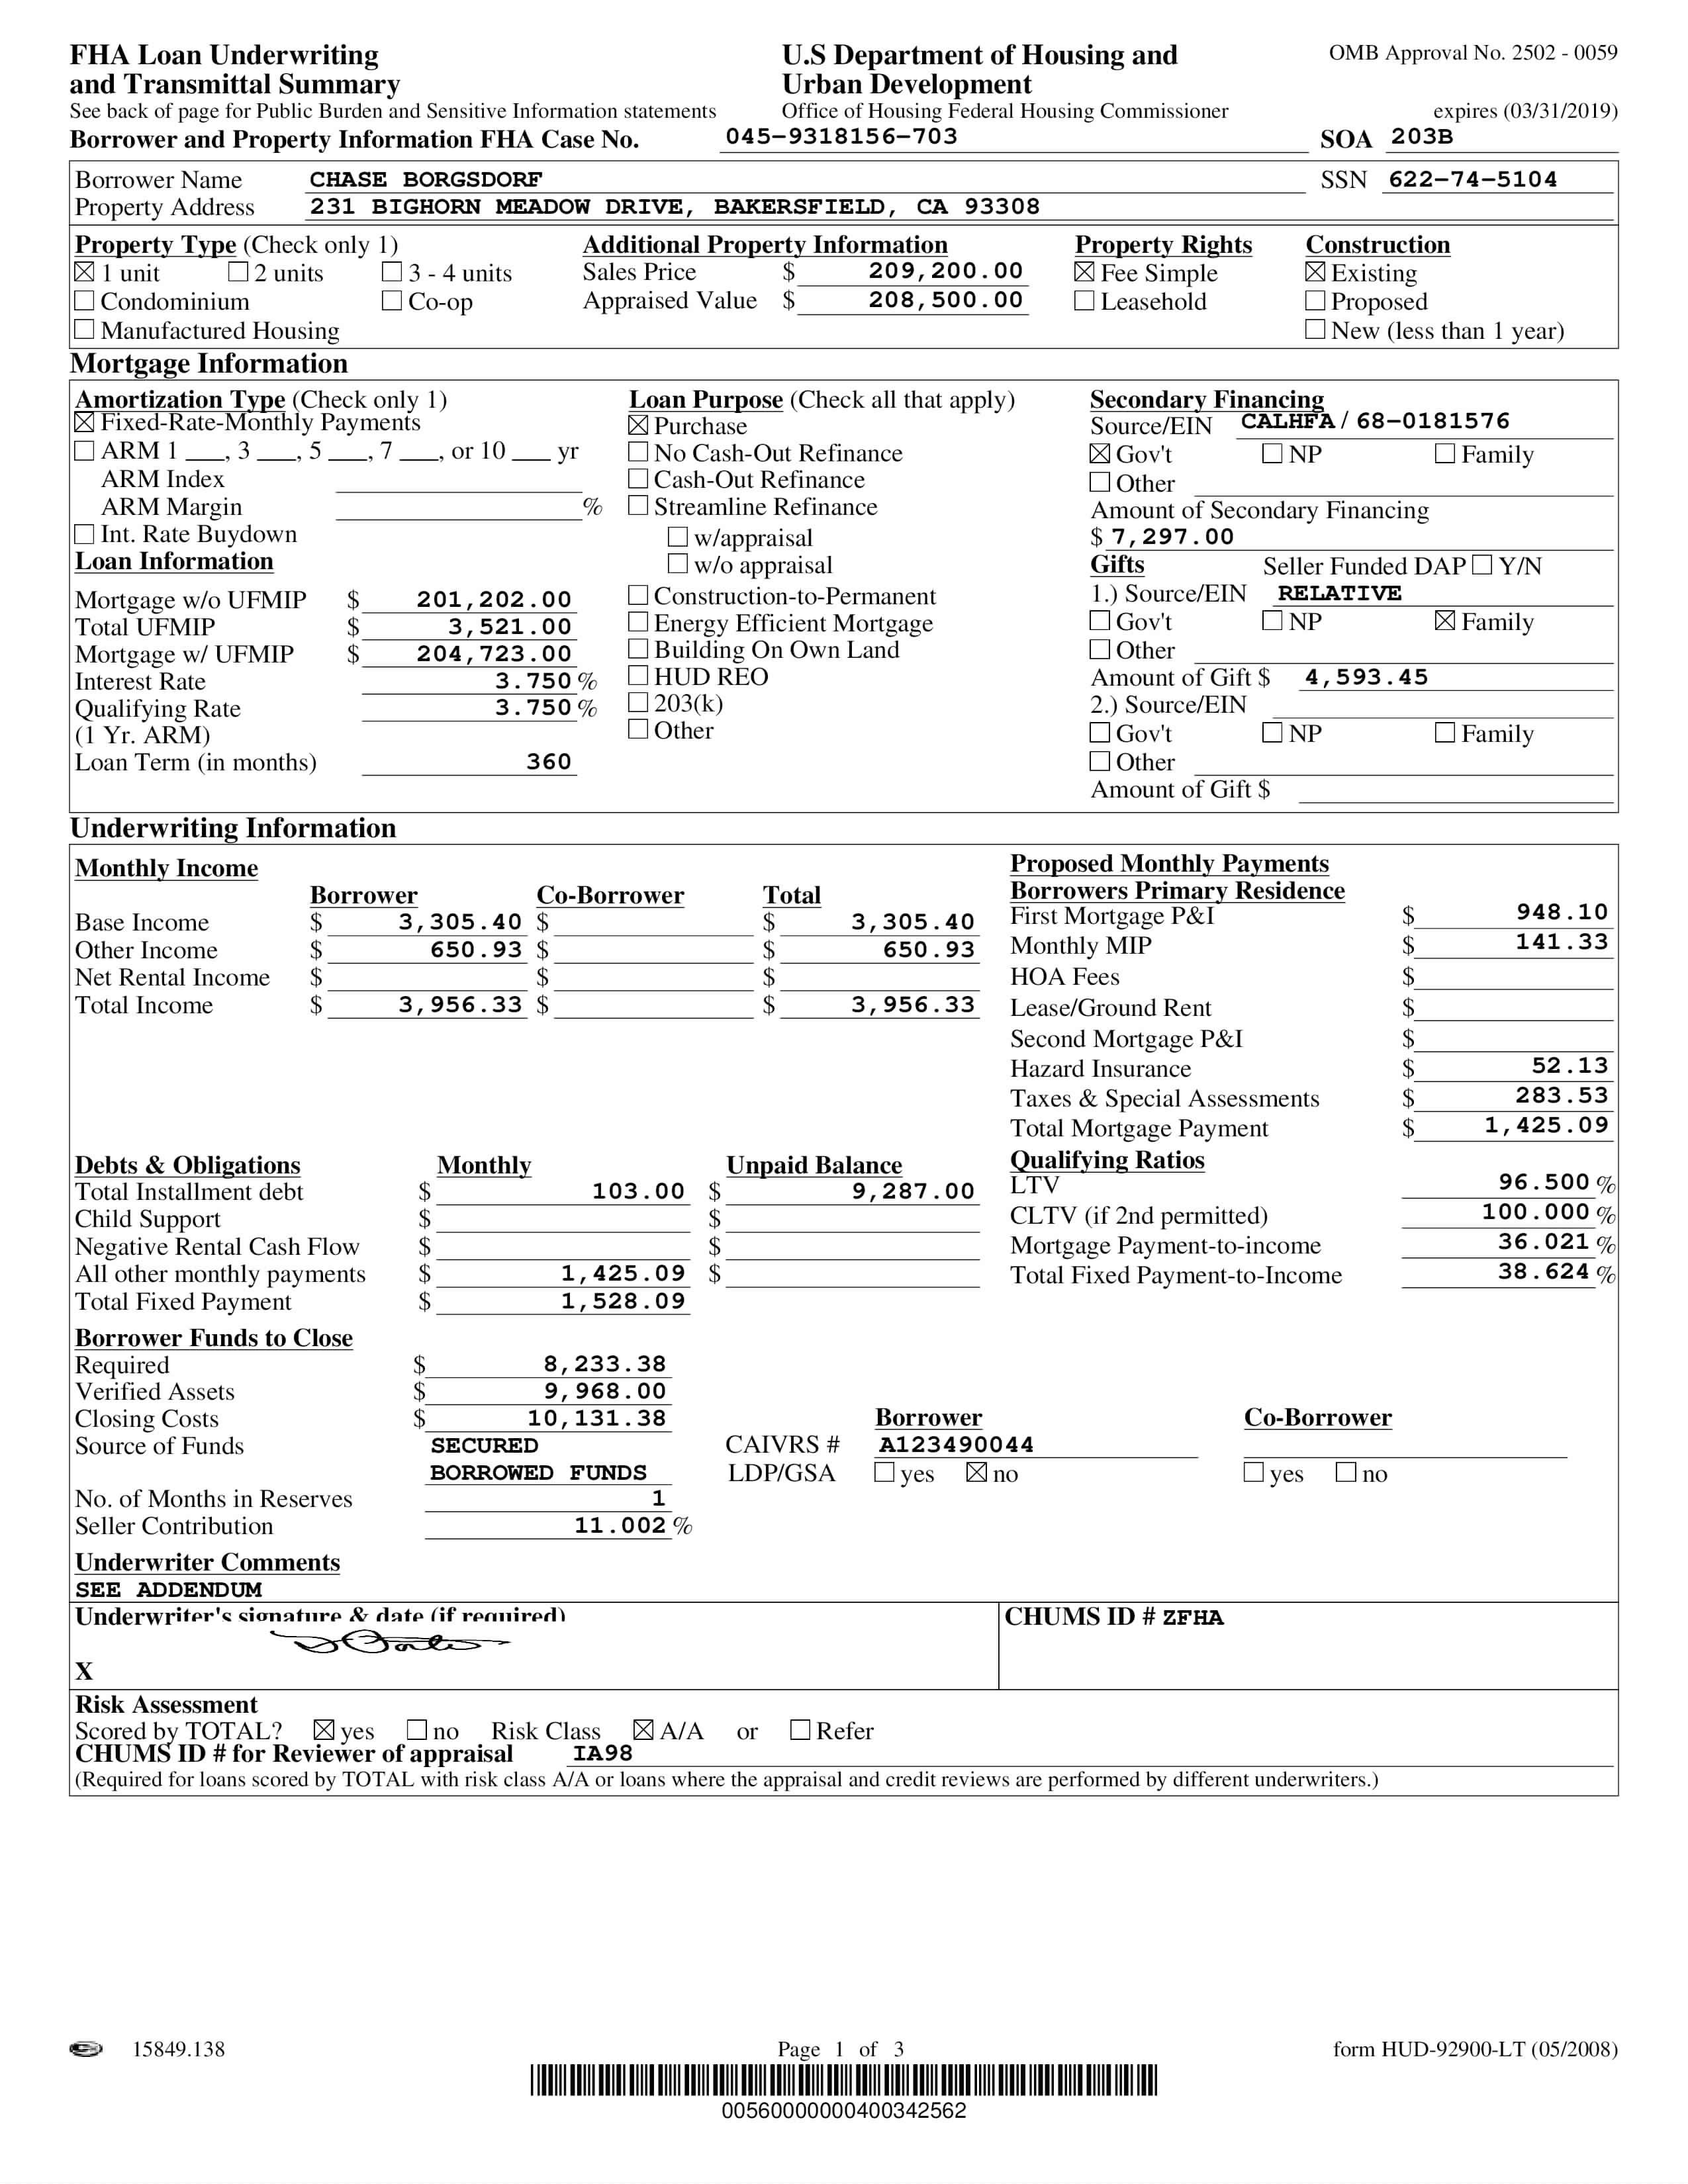 FHA Loan Underwriting and Transmittal Summary
U.S Department of Housing and Urban Development
OMB Approval No. 2502 - 0059
See back of page for Public Burden and Sensitive Information statements
Office of Housing Federal Housing Commissioner
expires (03/31/2019)
Borrower and Property Information FHA Case No. 045-9318156-703 SOA 203B
Borrower Name CHASE BORGSDORF SSN 622-74-5104
Property Address 231 BIGHORN MEADOW DRIVE, BAKERSFIELD, CA 93308
Property Type (Check only 1)
☒ 1 unit ☐ 2 units ☐ 3 - 4 units
☐ Condominium ☐ Co-op
☐ Manufactured Housing
Additional Property Information
Sales Price $ 209,200.00
Appraised Value $ 208,500.00
Property Rights
☒ Fee Simple
☐ Leasehold
Construction
☒ Existing
☐ Proposed
☐ New (less than 1 year)
Mortgage Information
Amortization Type (Check only 1)
☒ Fixed-Rate-Monthly Payments
☐ ARM 1 ___, 3 ___, 5 ___, 7 ___, or 10 ___ yr
ARM Index
ARM Margin %
☐ Int. Rate Buydown
Loan Information
Mortgage w/o UFMIP $ 201,202.00
Total UFMIP $ 3,521.00
Mortgage w/ UFMIP $ 204,723.00
Interest Rate 3.750 %
Qualifying Rate 3.750 %
(1 Yr. ARM)
Loan Term (in months) 360
Loan Purpose (Check all that apply)
☒ Purchase
☐ No Cash-Out Refinance
☐ Cash-Out Refinance
☐ Streamline Refinance
☐ w/appraisal
☐ w/o appraisal
☐ Construction-to-Permanent
☐ Energy Efficient Mortgage
☐ Building On Own Land
☐ HUD REO
☐ 203(k)
☐ Other
Secondary Financing
Source/EIN CALHFA / 68-0181576
☒ Gov't ☐ NP ☐ Family
☐ Other
Amount of Secondary Financing
$ 7,297.00
Gifts Seller Funded DAP ☐ Y/N
1.) Source/EIN RELATIVE
☐ Gov't ☐ NP ☒ Family
☐ Other
Amount of Gift $ 4,593.45
2.) Source/EIN
☐ Gov't ☐ NP ☐ Family
☐ Other
Amount of Gift $
Underwriting Information
Monthly Income
Borrower Co-Borrower Total
Base Income $ 3,305.40 $ $ 3,305.40
Other Income $ 650.93 $ $ 650.93
Net Rental Income $ $ $
Total Income $ 3,956.33 $ $ 3,956.33
Proposed Monthly Payments
Borrowers Primary Residence
First Mortgage P&I $ 948.10
Monthly MIP $ 141.33
HOA Fees $
Lease/Ground Rent $
Second Mortgage P&I $
Hazard Insurance $ 52.13
Taxes & Special Assessments $ 283.53
Total Mortgage Payment $ 1,425.09
Debts & Obligations Monthly Unpaid Balance
Total Installment debt $ 103.00 $ 9,287.00
Child Support $ $
Negative Rental Cash Flow $ $
All other monthly payments $ 1,425.09 $
Total Fixed Payment $ 1,528.09
Qualifying Ratios
LTV 96.500 %
CLTV (if 2nd permitted) 100.000 %
Mortgage Payment-to-income 36.021 %
Total Fixed Payment-to-Income 38.624 %
Borrower Funds to Close
Required $ 8,233.38
Verified Assets $ 9,968.00
Closing Costs $ 10,131.38
Source of Funds SECURED
BORROWED FUNDS
No. of Months in Reserves 1
Seller Contribution 11.002 %
Borrower Co-Borrower
CAIVRS # A123490044
LDP/GSA ☐ yes ☒ no ☐ yes ☐ no
Underwriter Comments
SEE ADDENDUM
Underwriter's signature & date (if required)
X
CHUMS ID # ZFHA
Risk Assessment
Scored by TOTAL? ☒ yes ☐ no Risk Class ☒ A/A or ☐ Refer
CHUMS ID # for Reviewer of appraisal IA98
(Required for loans scored by TOTAL with risk class A/A or loans where the appraisal and credit reviews are performed by different underwriters.)
15849.138
Page 1 of 3
form HUD-92900-LT (05/2008)
00560000000400342562